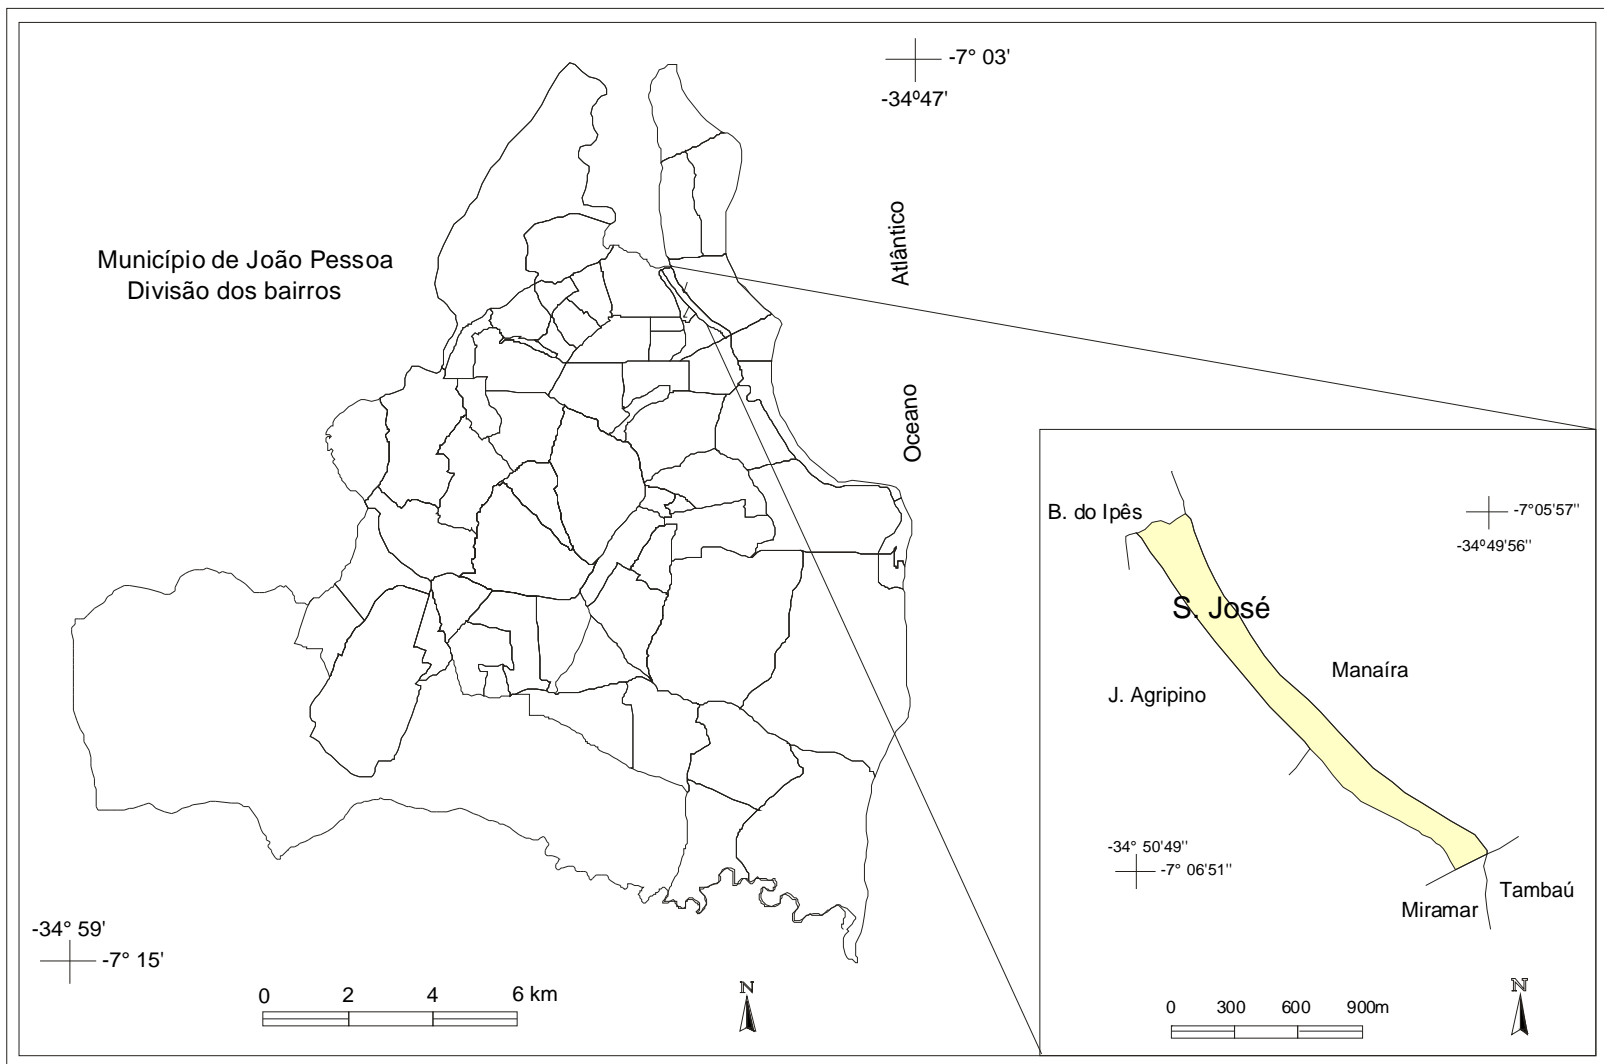 -7° 03'
-34º47'
Atlântico
Oceano
Município de João Pessoa
Divisão dos bairros
B. do Ipês
-7°05'57''
-34º49'56''
S. José
Manaíra
J. Agripino
-34° 50'49''
-7° 06'51''
Tambaú
Miramar
-34° 59'
-7° 15'
0 2 4 6 km
N
0 300 600 900m
N